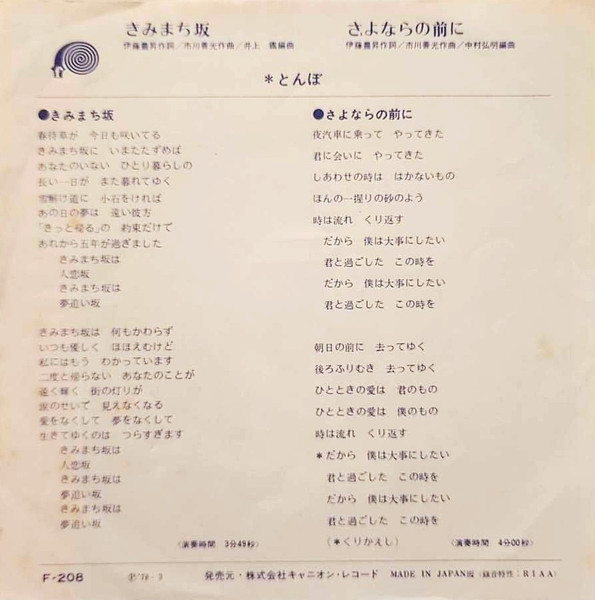 きみまち坂
伊藤豊昇作詞／市川善光作曲／井上 鑑編曲
さよならの前に
伊藤豊昇作詞／市川善光作曲／中村弘明編曲
＊とんぼ
●きみまち坂
春待草が 今日も咲いてる
きみまち坂に いまたたずめば
あなたのいない ひとり暮らしの
長い一日が また暮れてゆく
雪解け道に 小石をければ
あの日の夢は 遠い彼方
「きっと帰る」の 約束だけで
あれから五年が過ぎました
きみまち坂は
人恋坂
きみまち坂は
夢追い坂
きみまち坂は 何もかわらず
いつも優しく ほほえむけど
私にはもう わかっています
二度と帰らない あなたのことが
遠く輝く 街の灯りが
涙のせいで 見えなくなる
愛をなくして 夢をなくして
生きてゆくのは つらすぎます
きみまち坂は
人恋坂
きみまち坂は
夢追い坂
きみまち坂は
夢追い坂
（演奏時間 3分49秒）
●さよならの前に
夜汽車に乗って やってきた
君に会いに やってきた
しあわせの時は はかないもの
ほんの一握りの砂のよう
時は流れ くり返す
だから 僕は大事にしたい
君と過ごした この時を
だから 僕は大事にしたい
君と過ごした この時を
朝日の前に 去ってゆく
後ろふりむき 去ってゆく
ひとときの愛は 君のもの
ひとときの愛は 僕のもの
時は流れ くり返す
＊だから 僕は大事にしたい
君と過ごした この時を
だから 僕は大事にしたい
君と過ごした この時を
（＊くりかえし） （演奏時間 4分00秒）
F-208 Ⓟ'78・3 発売元・株式会社キャニオン・レコード MADE IN JAPAN (録音特性：RIAA)